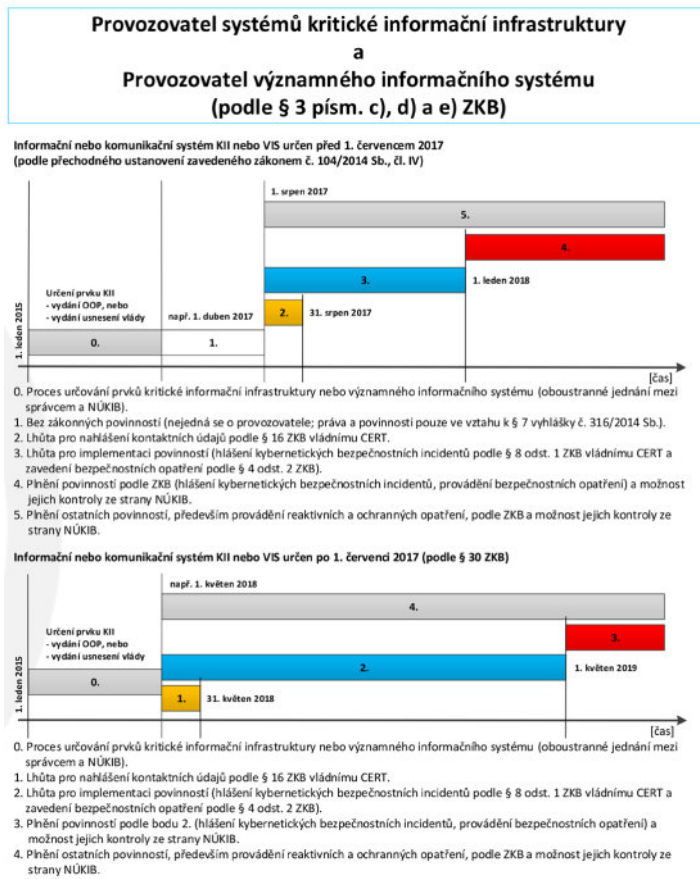 Provozovatel systémů kritické informační infrastruktury
a
Provozovatel významného informačního systému
(podle § 3 písm. c), d) a e) ZKB)
Informační nebo komunikační systém KII nebo VIS určen před 1. červencem 2017
(podle přechodného ustanovení zavedeného zákonem č. 104/2014 Sb., čl. IV)
1. srpen 2017
5.
4.
Určení prvku KII
- vydání OOP, nebo
- vydání usnesení vlády
3.
1. leden 2018
např. 1. duben 2017
2.
31. srpen 2017
1. leden 2015
0.
1.
[čas]
0. Proces určování prvků kritické informační infrastruktury nebo významného informačního systému (oboustranné jednání mezi
správcem a NÚKIB).
1. Bez zákonných povinností (nejedná se o provozovatele; práva a povinnosti pouze ve vztahu k § 7 vyhlášky č. 316/2014 Sb.).
2. Lhůta pro nahlášení kontaktních údajů podle § 16 ZKB vládnímu CERT.
3. Lhůta pro implementaci povinností (hlášení kybernetických bezpečnostních incidentů podle § 8 odst. 1 ZKB vládnímu CERT a
zavedení bezpečnostních opatření podle § 4 odst. 2 ZKB).
4. Plnění povinností podle ZKB (hlášení kybernetických bezpečnostních incidentů, provádění bezpečnostních opatření) a možnost
jejich kontroly ze strany NÚKIB.
5. Plnění ostatních povinností, především provádění reaktivních a ochranných opatření, podle ZKB a možnost jejich kontroly ze
strany NÚKIB.
Informační nebo komunikační systém KII nebo VIS určen po 1. červenci 2017 (podle § 30 ZKB)
např. 1. květen 2018
4.
Určení prvku KII
- vydání OOP, nebo
- vydání usnesení vlády
3.
2.
1. květen 2019
1. leden 2015
0.
1.
31. květen 2018
[čas]
0. Proces určování prvků kritické informační infrastruktury nebo významného informačního systému (oboustranné jednání mezi
správcem a NÚKIB).
1. Lhůta pro nahlášení kontaktních údajů podle § 16 ZKB vládnímu CERT.
2. Lhůta pro implementaci povinností (hlášení kybernetických bezpečnostních incidentů podle § 8 odst. 1 ZKB vládnímu CERT a
zavedení bezpečnostních opatření podle § 4 odst. 2 ZKB).
3. Plnění povinností podle bodu 2. (hlášení kybernetických bezpečnostních incidentů, provádění bezpečnostních opatření) a
možnost jejich kontroly ze strany NÚKIB.
4. Plnění ostatních povinností, především provádění reaktivních a ochranných opatření, podle ZKB a možnost jejich kontroly ze
strany NÚKIB.